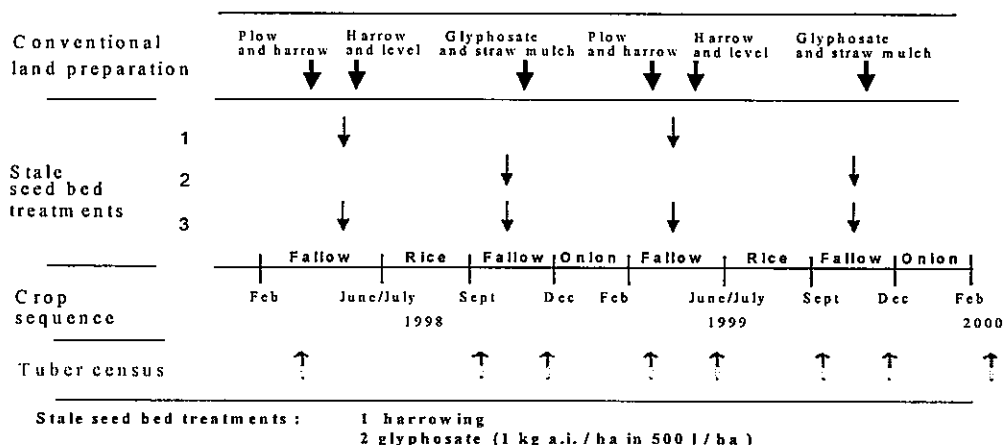 Conventional
land preparation
Plow
and harrow
Harrow
and level
Glyphosate
and straw mulch
Plow
and harrow
Harrow
and level
Glyphosate
and straw mulch
Stale
seed bed
treatments
1
2
3
Fallow Rice Fallow Onion Fallow Rice Fallow Onion
Crop
sequence
Feb June/July Sept Dec Feb June/July Sept Dec Feb
1998 1999 2000
Tuber census
Stale seed bed treatments: 1 harrowing
2 glyphosate (1 kg a.i./ha in 500 l/ha)